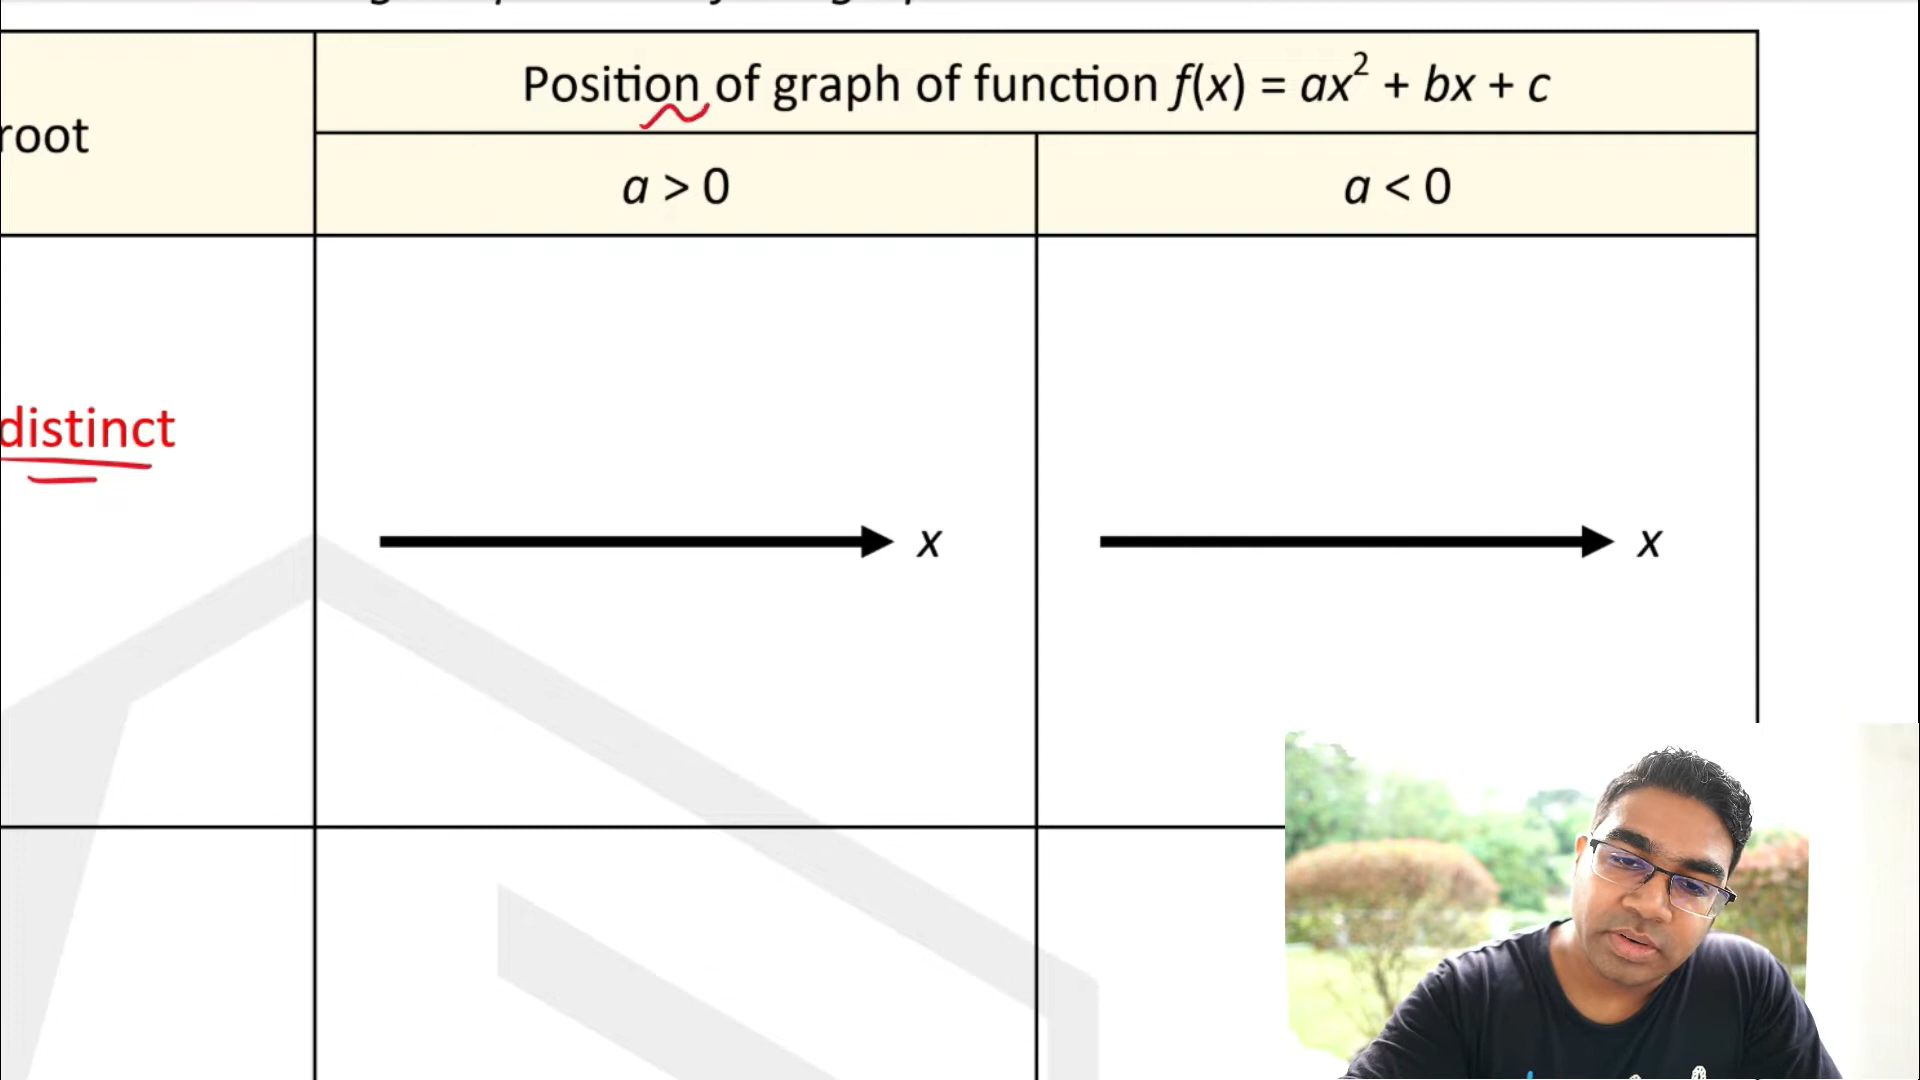 Position of graph of function f(x) = ax² + bx + c
root
a > 0
a < 0
distinct
x
x